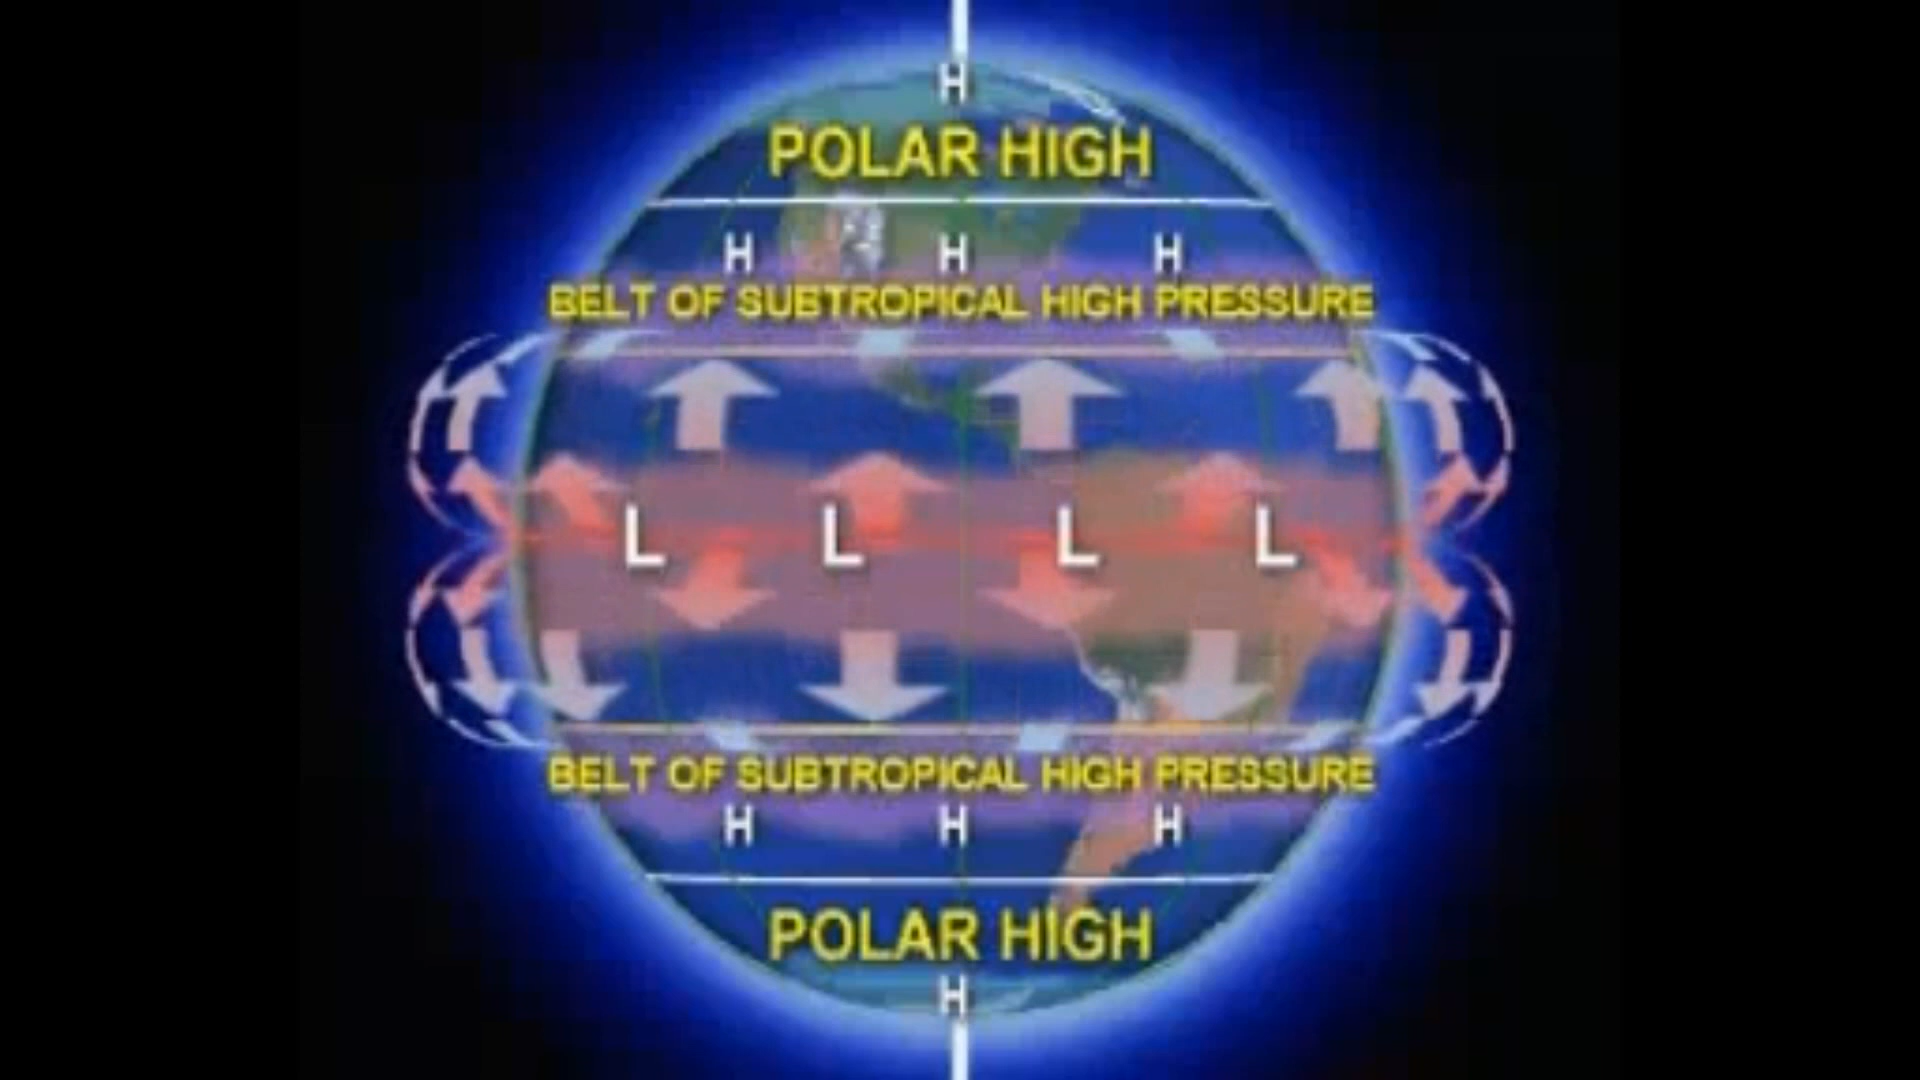 H
POLAR HIGH
H H H
BELT OF SUBTROPICAL HIGH PRESSURE
L L L L
BELT OF SUBTROPICAL HIGH PRESSURE
H H H
POLAR HIGH
H